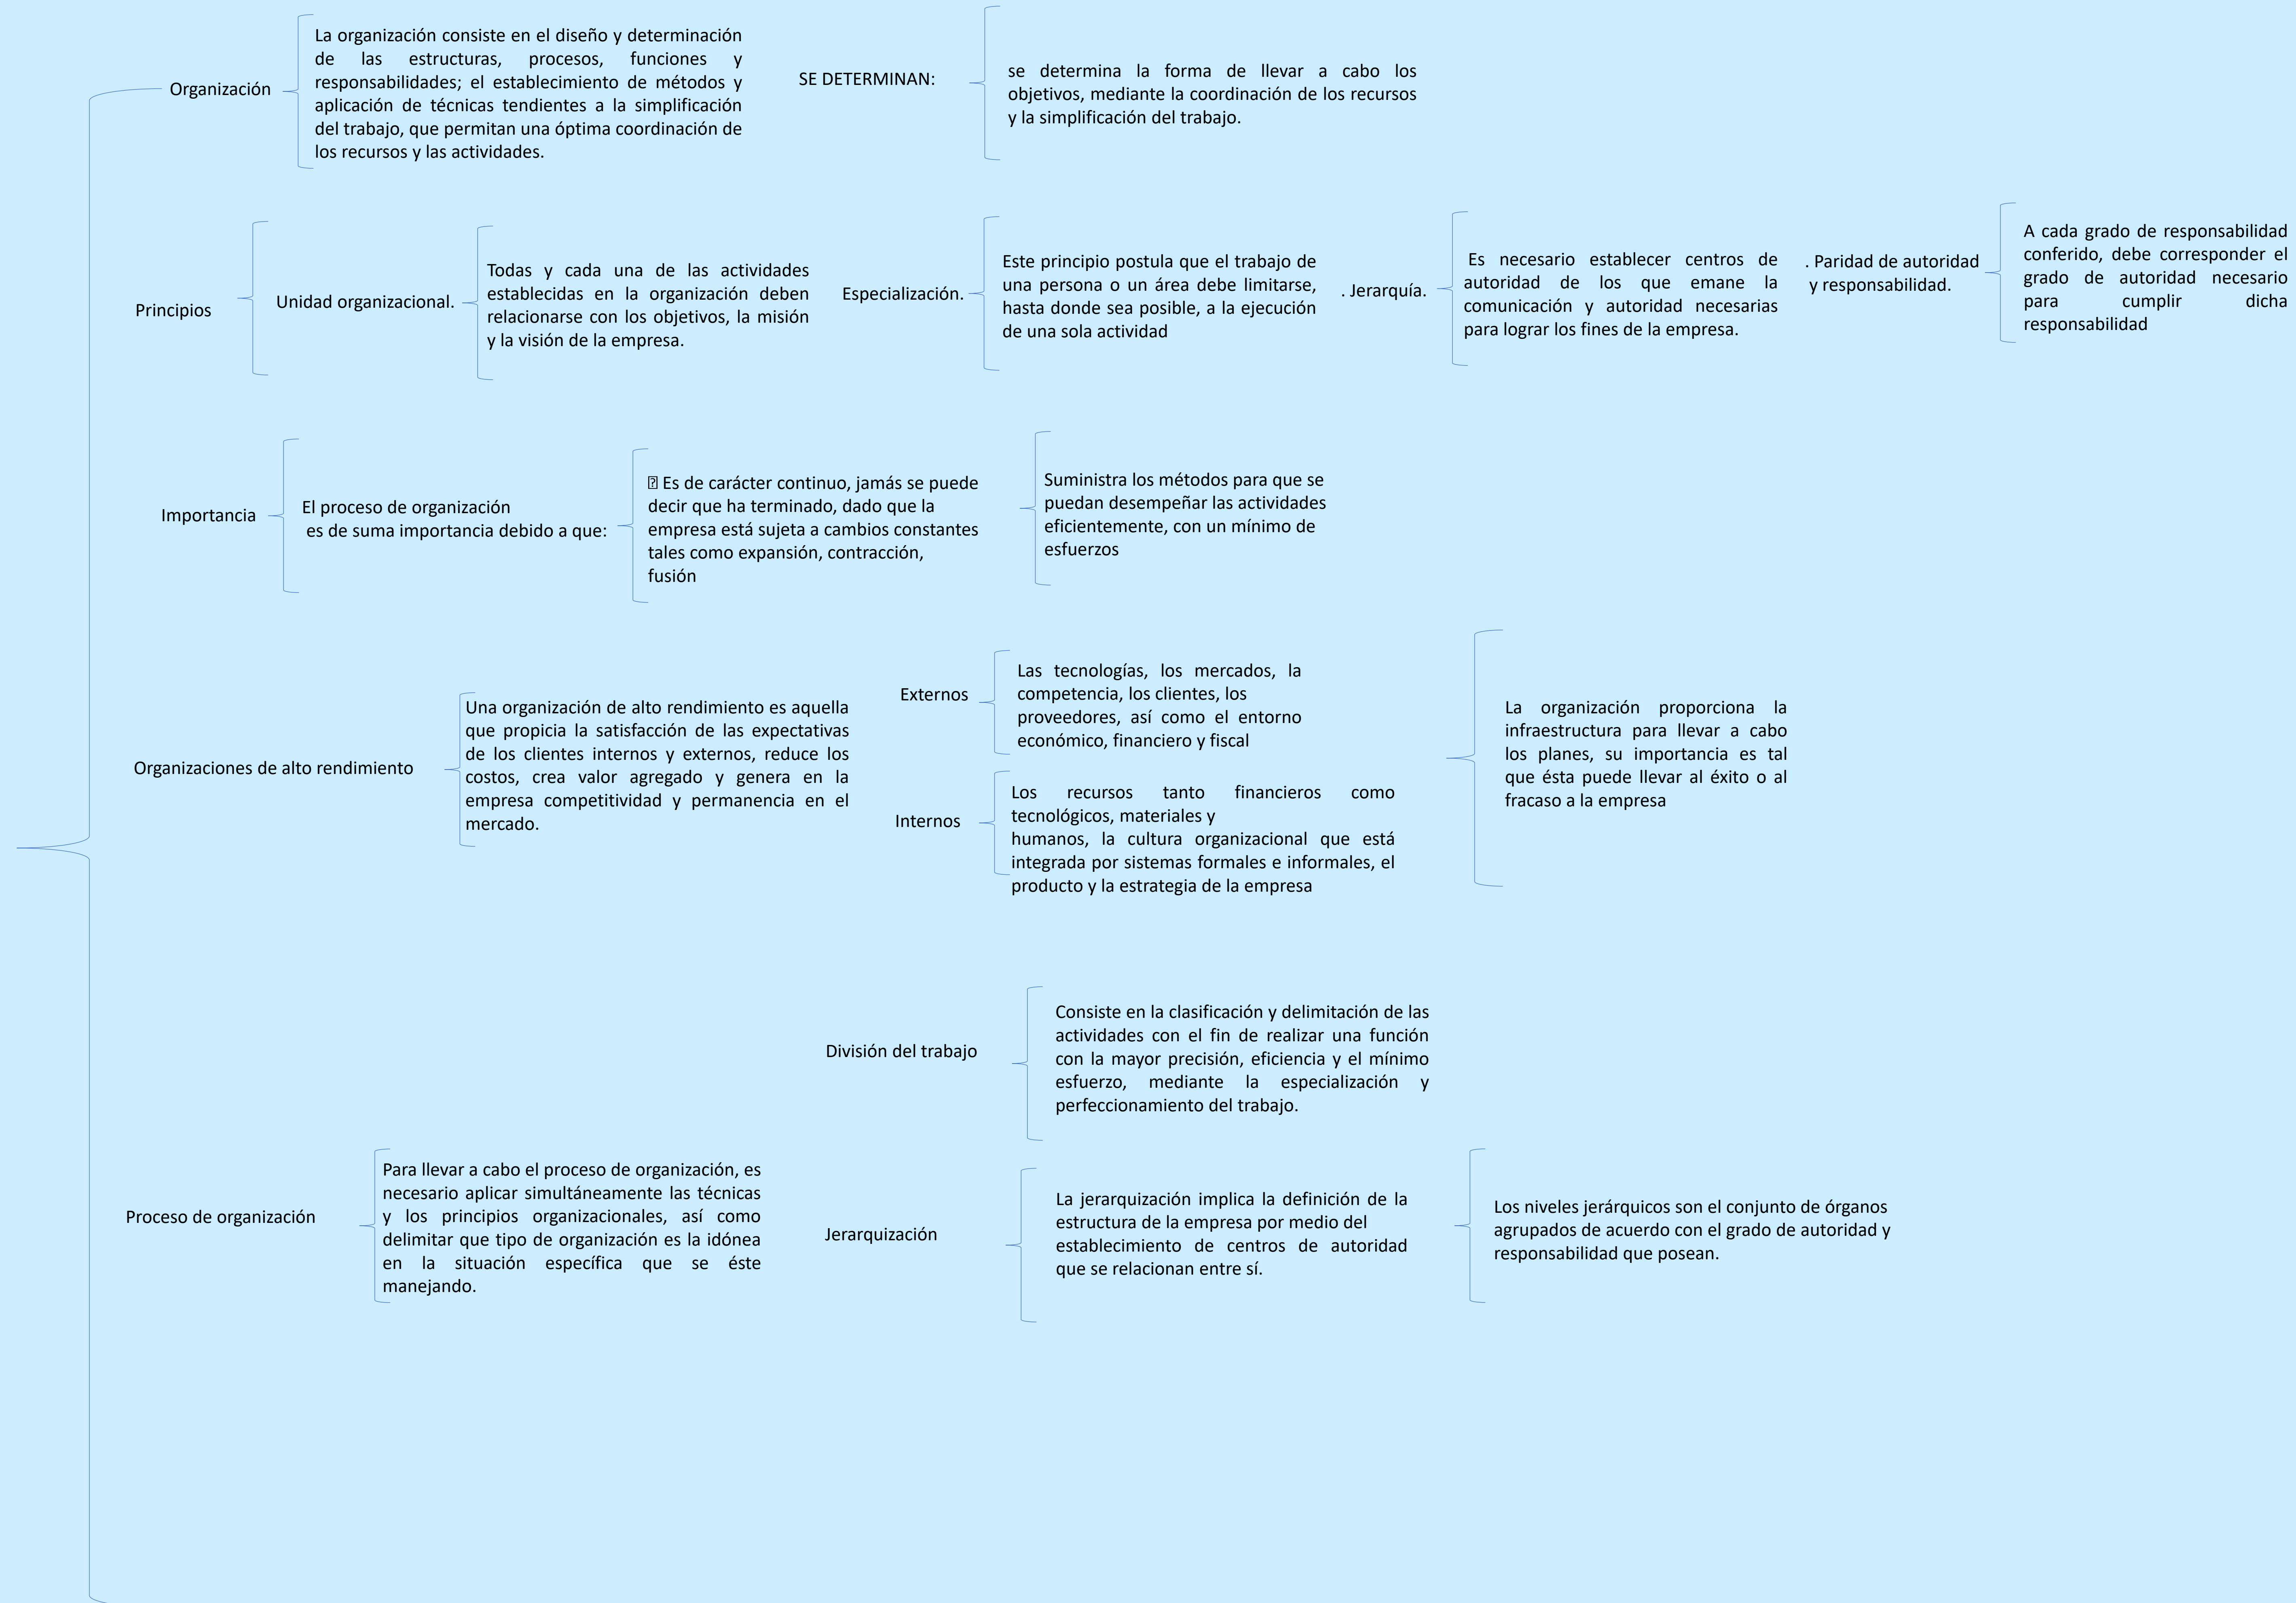 Organización
La organización consiste en el diseño y determinación
de las estructuras, procesos, funciones y
responsabilidades; el establecimiento de métodos y
aplicación de técnicas tendientes a la simplificación
del trabajo, que permitan una óptima coordinación de
los recursos y las actividades.
SE DETERMINAN:
se determina la forma de llevar a cabo los
objetivos, mediante la coordinación de los recursos
y la simplificación del trabajo.
Principios
Unidad organizacional.
Todas y cada una de las actividades
establecidas en la organización deben
relacionarse con los objetivos, la misión
y la visión de la empresa.
Especialización.
Este principio postula que el trabajo de
una persona o un área debe limitarse,
hasta donde sea posible, a la ejecución
de una sola actividad
. Jerarquía.
Es necesario establecer centros de
autoridad de los que emane la
comunicación y autoridad necesarias
para lograr los fines de la empresa.
. Paridad de autoridad
y responsabilidad.
A cada grado de responsabilidad
conferido, debe corresponder el
grado de autoridad necesario
para cumplir dicha
responsabilidad
Importancia
El proceso de organización
es de suma importancia debido a que:
Es de carácter continuo, jamás se puede
decir que ha terminado, dado que la
empresa está sujeta a cambios constantes
tales como expansión, contracción,
fusión
Suministra los métodos para que se
puedan desempeñar las actividades
eficientemente, con un mínimo de
esfuerzos
Organizaciones de alto rendimiento
Una organización de alto rendimiento es aquella
que propicia la satisfacción de las expectativas
de los clientes internos y externos, reduce los
costos, crea valor agregado y genera en la
empresa competitividad y permanencia en el
mercado.
Externos
Las tecnologías, los mercados, la
competencia, los clientes, los
proveedores, así como el entorno
económico, financiero y fiscal
Internos
Los recursos tanto financieros como
tecnológicos, materiales y
humanos, la cultura organizacional que está
integrada por sistemas formales e informales, el
producto y la estrategia de la empresa
La organización proporciona la
infraestructura para llevar a cabo
los planes, su importancia es tal
que ésta puede llevar al éxito o al
fracaso a la empresa
Proceso de organización
Para llevar a cabo el proceso de organización, es
necesario aplicar simultáneamente las técnicas
y los principios organizacionales, así como
delimitar que tipo de organización es la idónea
en la situación específica que se éste
manejando.
División del trabajo
Consiste en la clasificación y delimitación de las
actividades con el fin de realizar una función
con la mayor precisión, eficiencia y el mínimo
esfuerzo, mediante la especialización y
perfeccionamiento del trabajo.
Jerarquización
La jerarquización implica la definición de la
estructura de la empresa por medio del
establecimiento de centros de autoridad
que se relacionan entre sí.
Los niveles jerárquicos son el conjunto de órganos
agrupados de acuerdo con el grado de autoridad y
responsabilidad que posean.